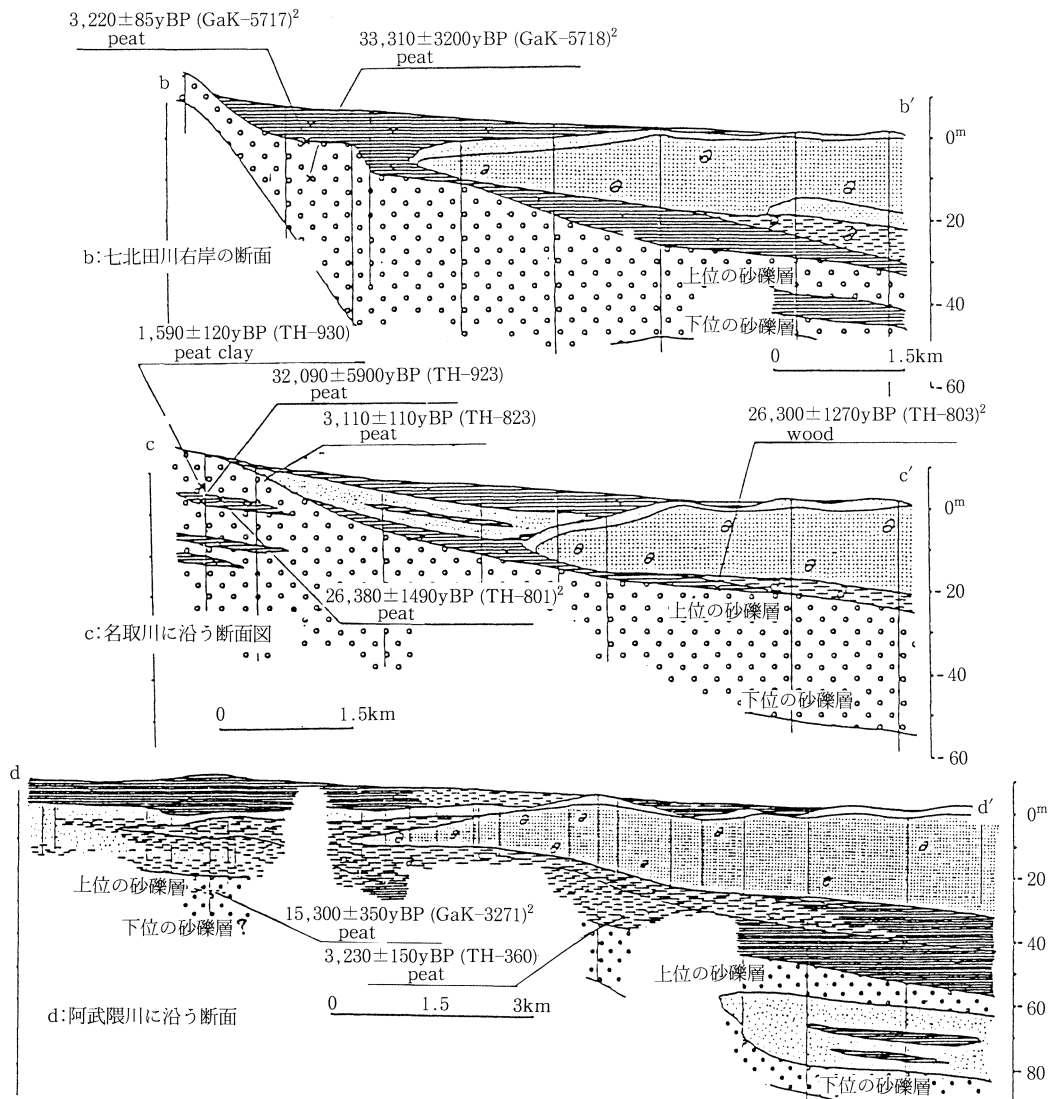 3,220±85yBP (GaK–5717)²
peat
33,310±3200yBP (GaK–5718)²
peat
b
b′
0ᵐ
20
40
60
b:七北田川右岸の断面
上位の砂礫層
下位の砂礫層
0 1.5km
1,590±120yBP (TH–930)
peat clay
32,090±5900yBP (TH–923)
peat
3,110±110yBP (TH–823)
peat
26,300±1270yBP (TH–803)²
wood
c
c′
0ᵐ
20
40
60
26,380±1490yBP (TH–801)²
peat
上位の砂礫層
c:名取川に沿う断面図
下位の砂礫層
0 1.5km
d
d′
0ᵐ
20
40
60
80
上位の砂礫層
下位の砂礫層?
15,300±350yBP (GaK–3271)²
peat
3,230±150yBP (TH–360)
peat
上位の砂礫層
0 1.5 3km
d:阿武隈川に沿う断面
下位の砂礫層